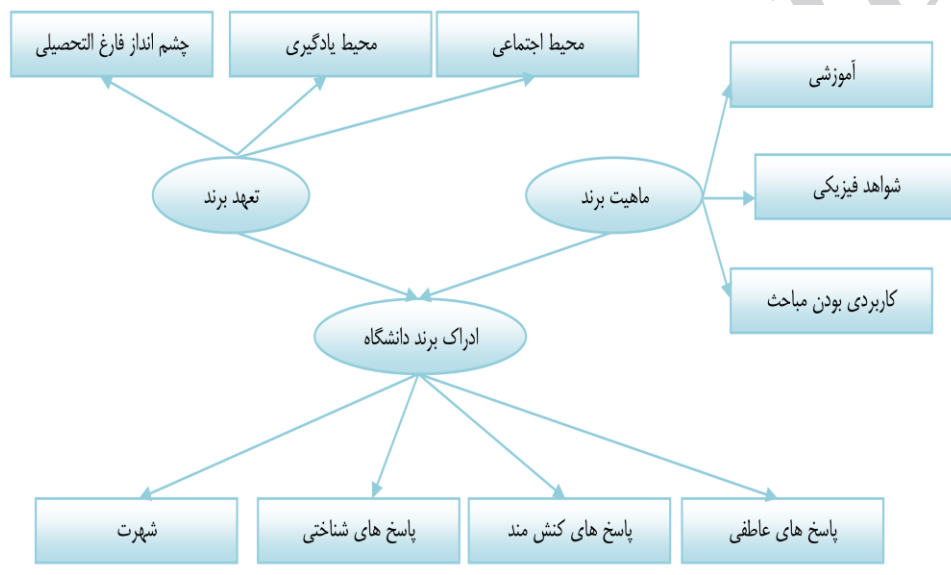 محیط اجتماعی
محیط یادگیری
چشم انداز فارغ التحصیلی
آموزشی
شواهد فیزیکی
ماهیت برند
تعهد برند
کاربردی بودن مباحث
ادراک برند دانشگاه
پاسخ های عاطفی
پاسخ های کنش مند
پاسخ های شناختی
شهرت